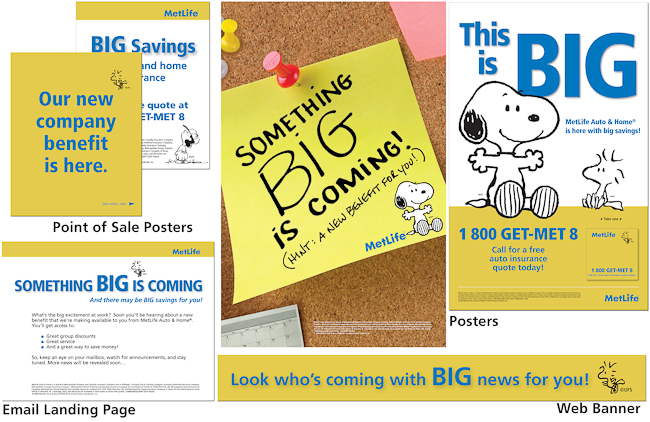 MetLife
BIG Savings
and home
rance
e quote at
ET-MET 8
Our new
company
benefit
is here.
Point of Sale Posters
MetLife
SOMETHING BIG IS COMING
And there may be BIG savings for you!
What's the big excitement at work? Soon you'll be hearing about a new
benefit that we're making available to you from MetLife Auto & Home®.
You'll get access to:
• Great group discounts
• Great service
• And a great way to save money!
So, keep an eye on your mailbox, watch for announcements, and stay
tuned. More news will be revealed soon...
Email Landing Page
SOMETHING
BIG
IS COMING!
(HINT: A NEW BENEFIT FOR YOU!)
MetLife
This
is BIG
MetLife Auto & Home®
is here with big savings!
• Take one •
1 800 GET-MET 8
Call for a free
auto insurance
quote today!
MetLife
1 800 GET-MET 8
MetLife
Posters
Look who's coming with BIG news for you!
©UFS
Web Banner